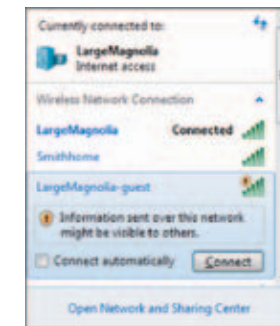 Currently connected to:
LargeMagnolia
Internet access
Wireless Network Connection
LargeMagnolia Connected
Smithhome
LargeMagnolia-guest
Information sent over this network
might be visible to others.
Connect automatically Connect
Open Network and Sharing Center